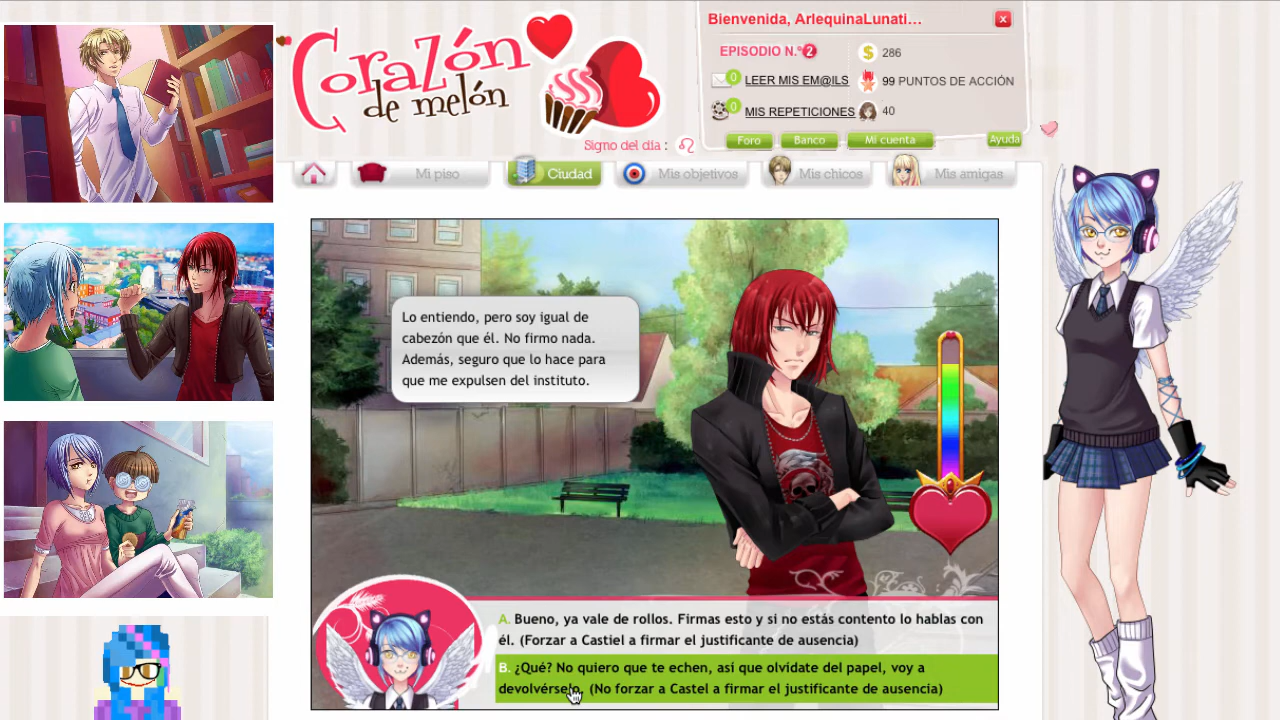 Corazón
de melón
Signo del día :
Bienvenida, ArlequinaLunati...
x
EPISODIO N.º 2
286
0 LEER MIS EM@ILS
99 PUNTOS DE ACCIÓN
0 MIS REPETICIONES
40
Foro
Banco
Mi cuenta
Ayuda
Mi piso
Ciudad
Mis objetivos
Mis chicos
Mis amigas
Lo entiendo, pero soy igual de
cabezón que él. No firmo nada.
Además, seguro que lo hace para
que me expulsen del instituto.
A. Bueno, ya vale de rollos. Firmas esto y si no estás contento lo hablas con
él. (Forzar a Castiel a firmar el justificante de ausencia)
B. ¿Qué? No quiero que te echen, así que olvídate del papel, voy a
devolvérselo. (No forzar a Castel a firmar el justificante de ausencia)